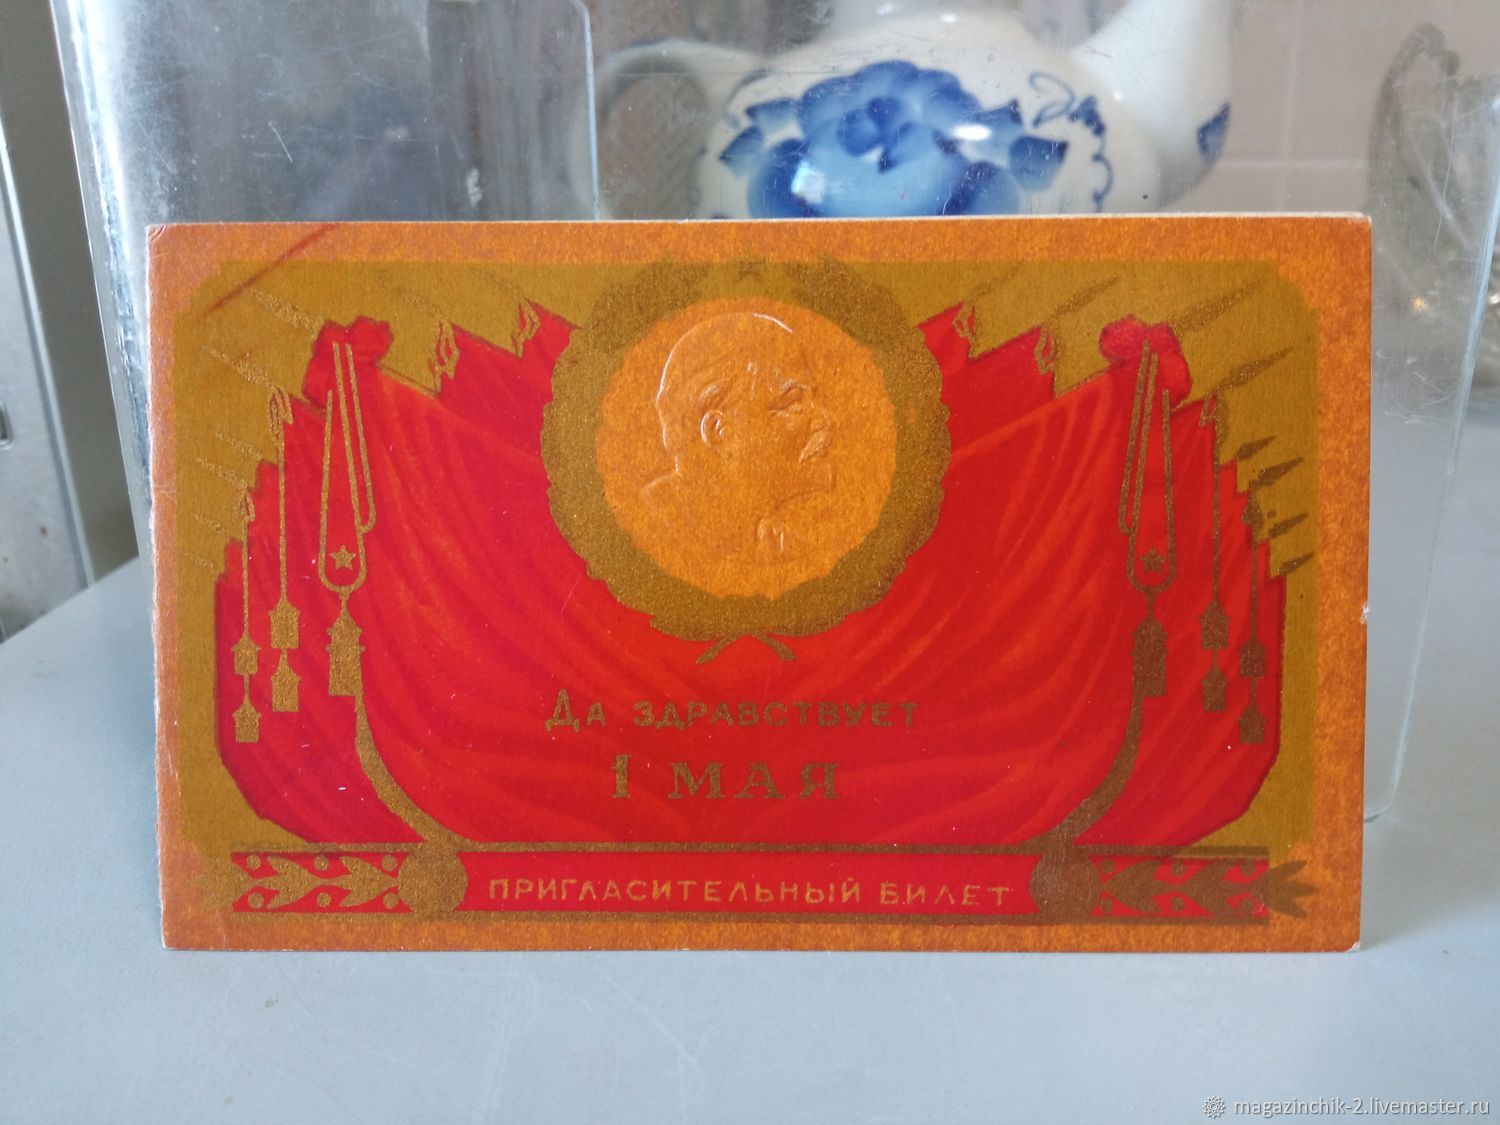 Да здравствует
1 мая
Пригласительный билет
magazinchik-2.livemaster.ru